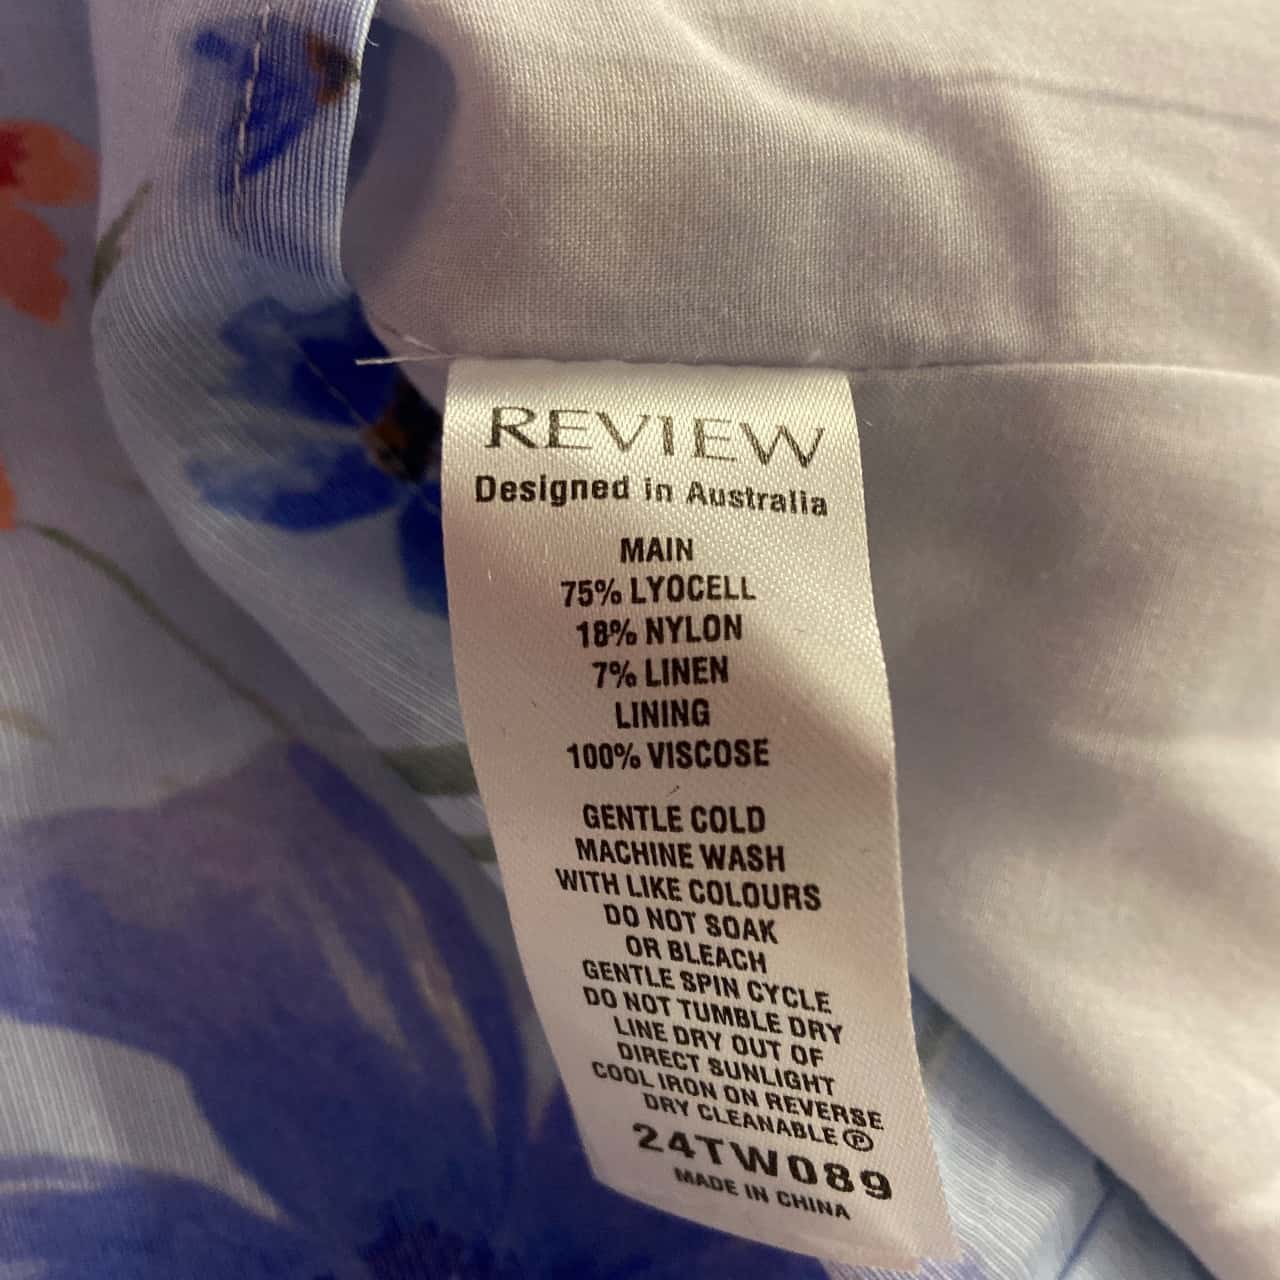 REVIEW
Designed in Australia
MAIN
75% LYOCELL
18% NYLON
7% LINEN
LINING
100% VISCOSE
GENTLE COLD
MACHINE WASH
WITH LIKE COLOURS
DO NOT SOAK
OR BLEACH
GENTLE SPIN CYCLE
DO NOT TUMBLE DRY
LINE DRY OUT OF
DIRECT SUNLIGHT
COOL IRON ON REVERSE
DRY CLEANABLE Ⓟ
24TW089
MADE IN CHINA